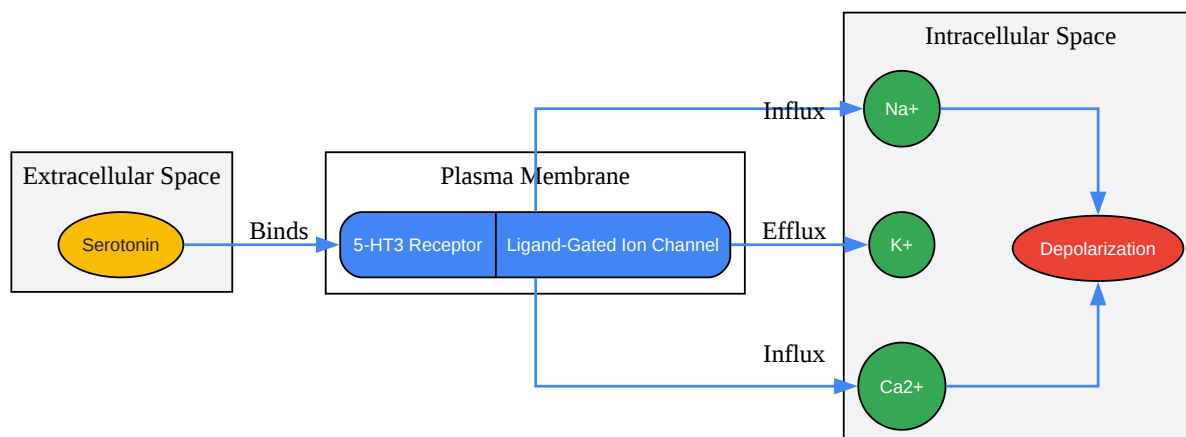 Intracellular Space
Na+
Influx
Extracellular Space
Plasma Membrane
Serotonin
Binds
5-HT3 Receptor
Ligand-Gated Ion Channel
Efflux
K+
Depolarization
Influx
Ca2+